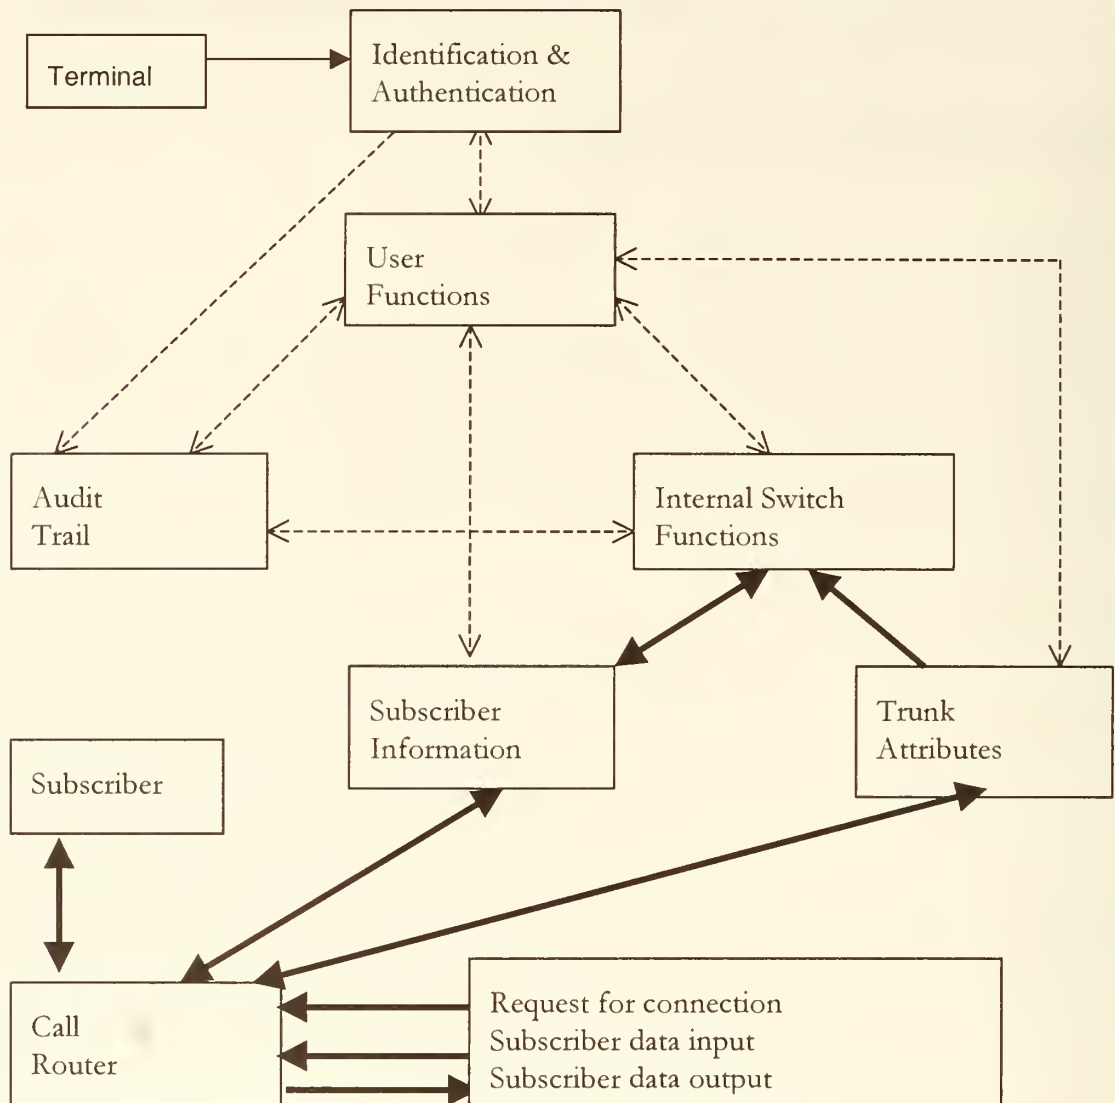 Terminal
Identification &
Authentication
User
Functions
Audit
Trail
Internal Switch
Functions
Subscriber
Information
Trunk
Attributes
Subscriber
Call
Router
Request for connection
Subscriber data input
Subscriber data output